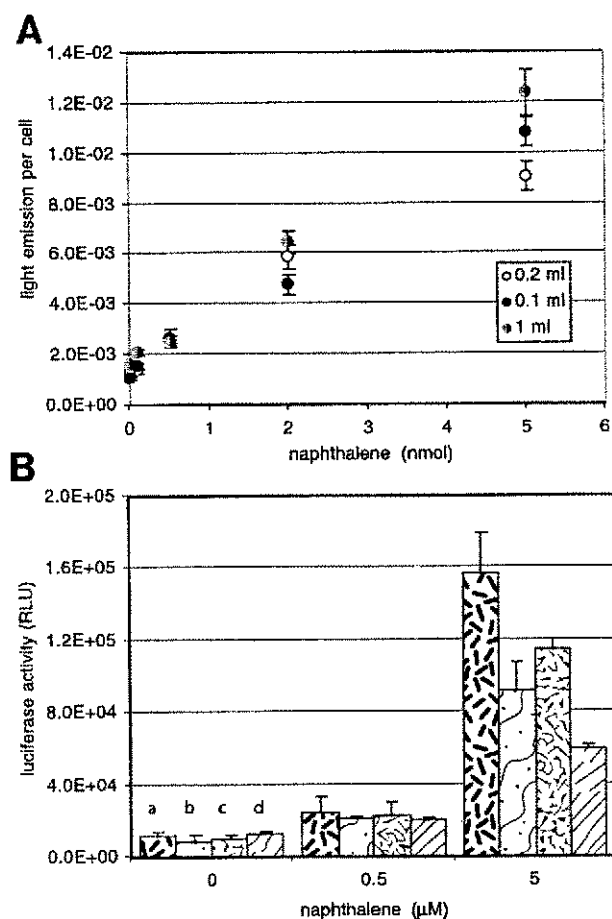 A
1.4E-02
1.2E-02
1.0E-02
8.0E-03
6.0E-03
4.0E-03
2.0E-03
0.0E+00
light emission per cell
0.2 ml
0.1 ml
1 ml
0 1 2 3 4 5 6
naphthalene (nmol)
B
2.0E+05
1.6E+05
1.2E+05
8.0E+04
4.0E+04
0.0E+00
luciferase activity (RLU)
a b c d
0 0.5 5
naphthalene (µM)